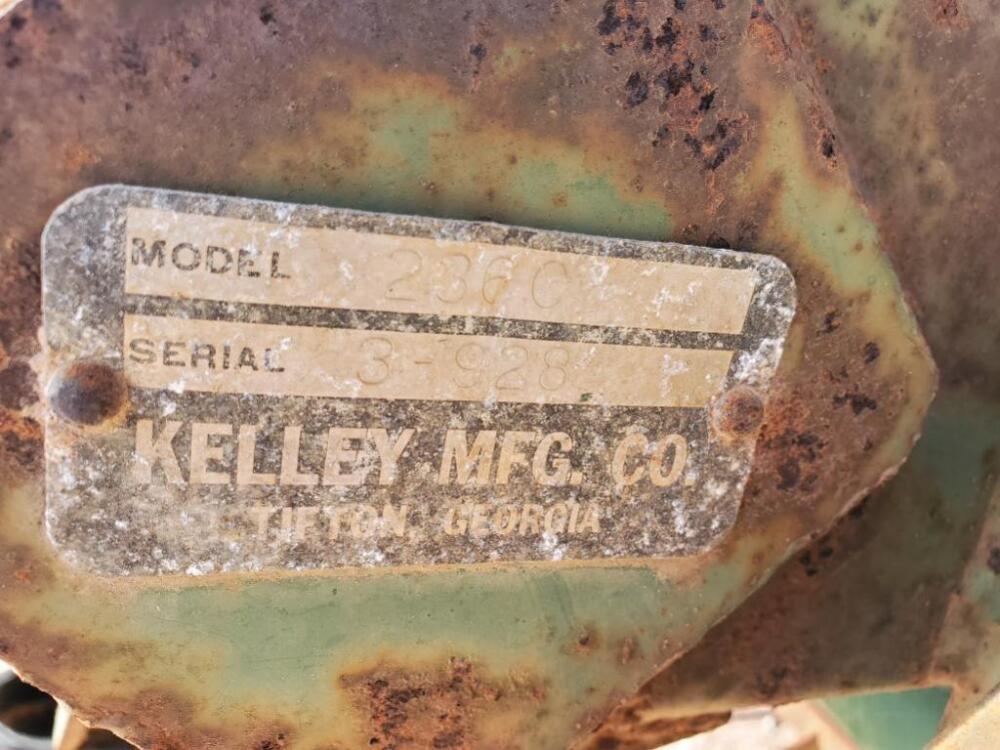 MODEL 236C
SERIAL 3-928
KELLEY MFG. CO.
TIFTON, GEORGIA